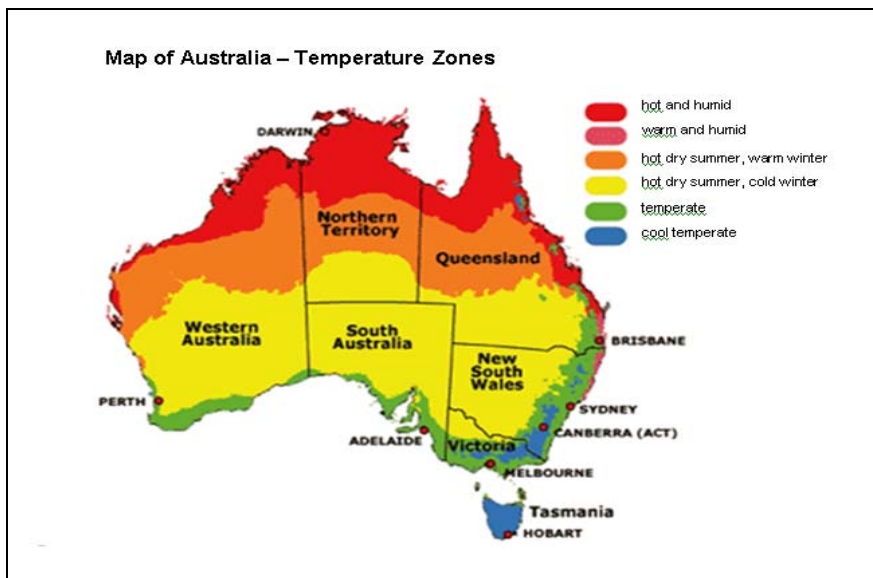 Map of Australia – Temperature Zones
hot and humid
warm and humid
hot dry summer, warm winter
hot dry summer, cold winter
temperate
cool temperate
DARWIN
Northern
Territory
Queensland
Western
Australia
South
Australia
New
South
Wales
BRISBANE
PERTH
SYDNEY
ADELAIDE
CANBERRA (ACT)
Victoria
MELBOURNE
Tasmania
HOBART